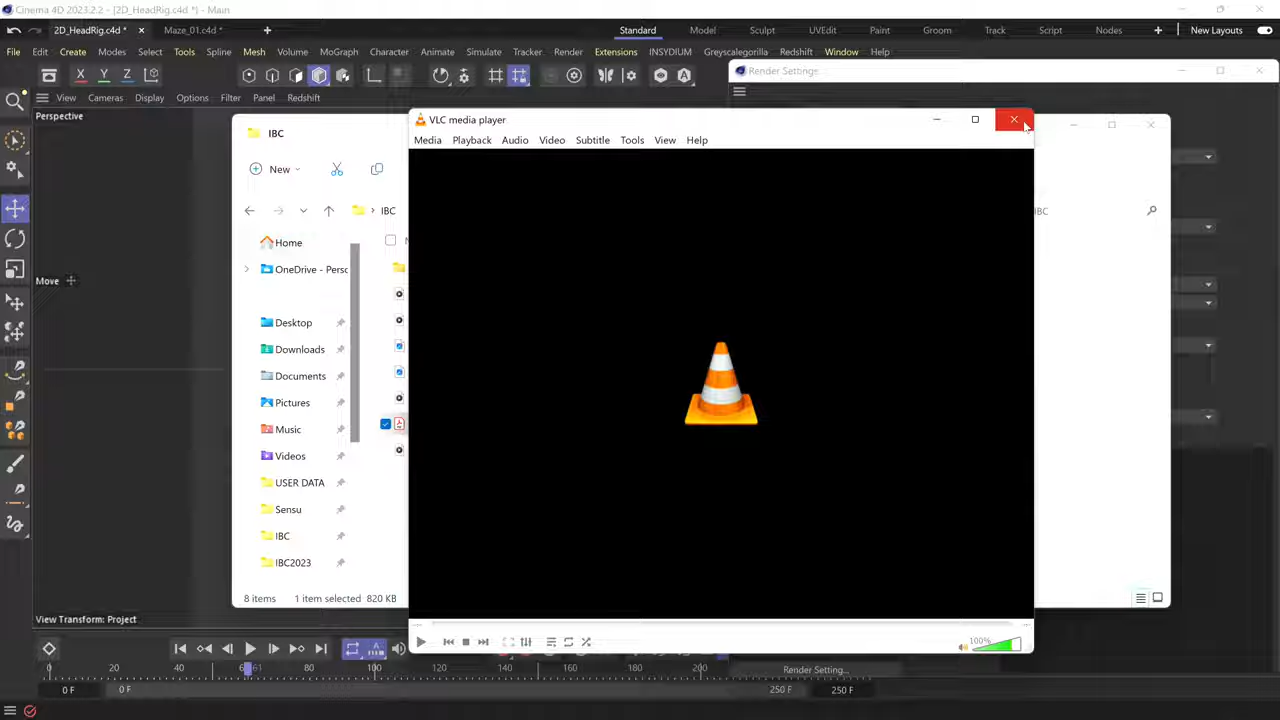 Cinema 4D 2023.2.2 - [2D_HeadRig.c4d *] - Main
2D_HeadRig.c4d *
Maze_01.c4d *
Standard
Model
Sculpt
UVEdit
Paint
Groom
Track
Script
Nodes
New Layouts
File Edit Create Modes Select Tools Spline Mesh Volume MoGraph Character Animate Simulate Tracker Render Extensions INSYDIUM Greyscalegorilla Redshift Window Help
Render Settings
X Y Z
View Cameras Display Options Filter Panel Redshift
Perspective
IBC
VLC media player
Media Playback Audio Video Subtitle Tools View Help
New
IBC
IBC
Home
OneDrive - Persc
Move
Desktop
Downloads
Documents
Pictures
Music
Videos
USER DATA
Sensu
IBC
IBC2023
8 items 1 item selected 820 KB
View Transform: Project
100%
0 20 40 61 80 100 120 140 160 180 200
Render Setting...
0 F
0 F
250 F
250 F